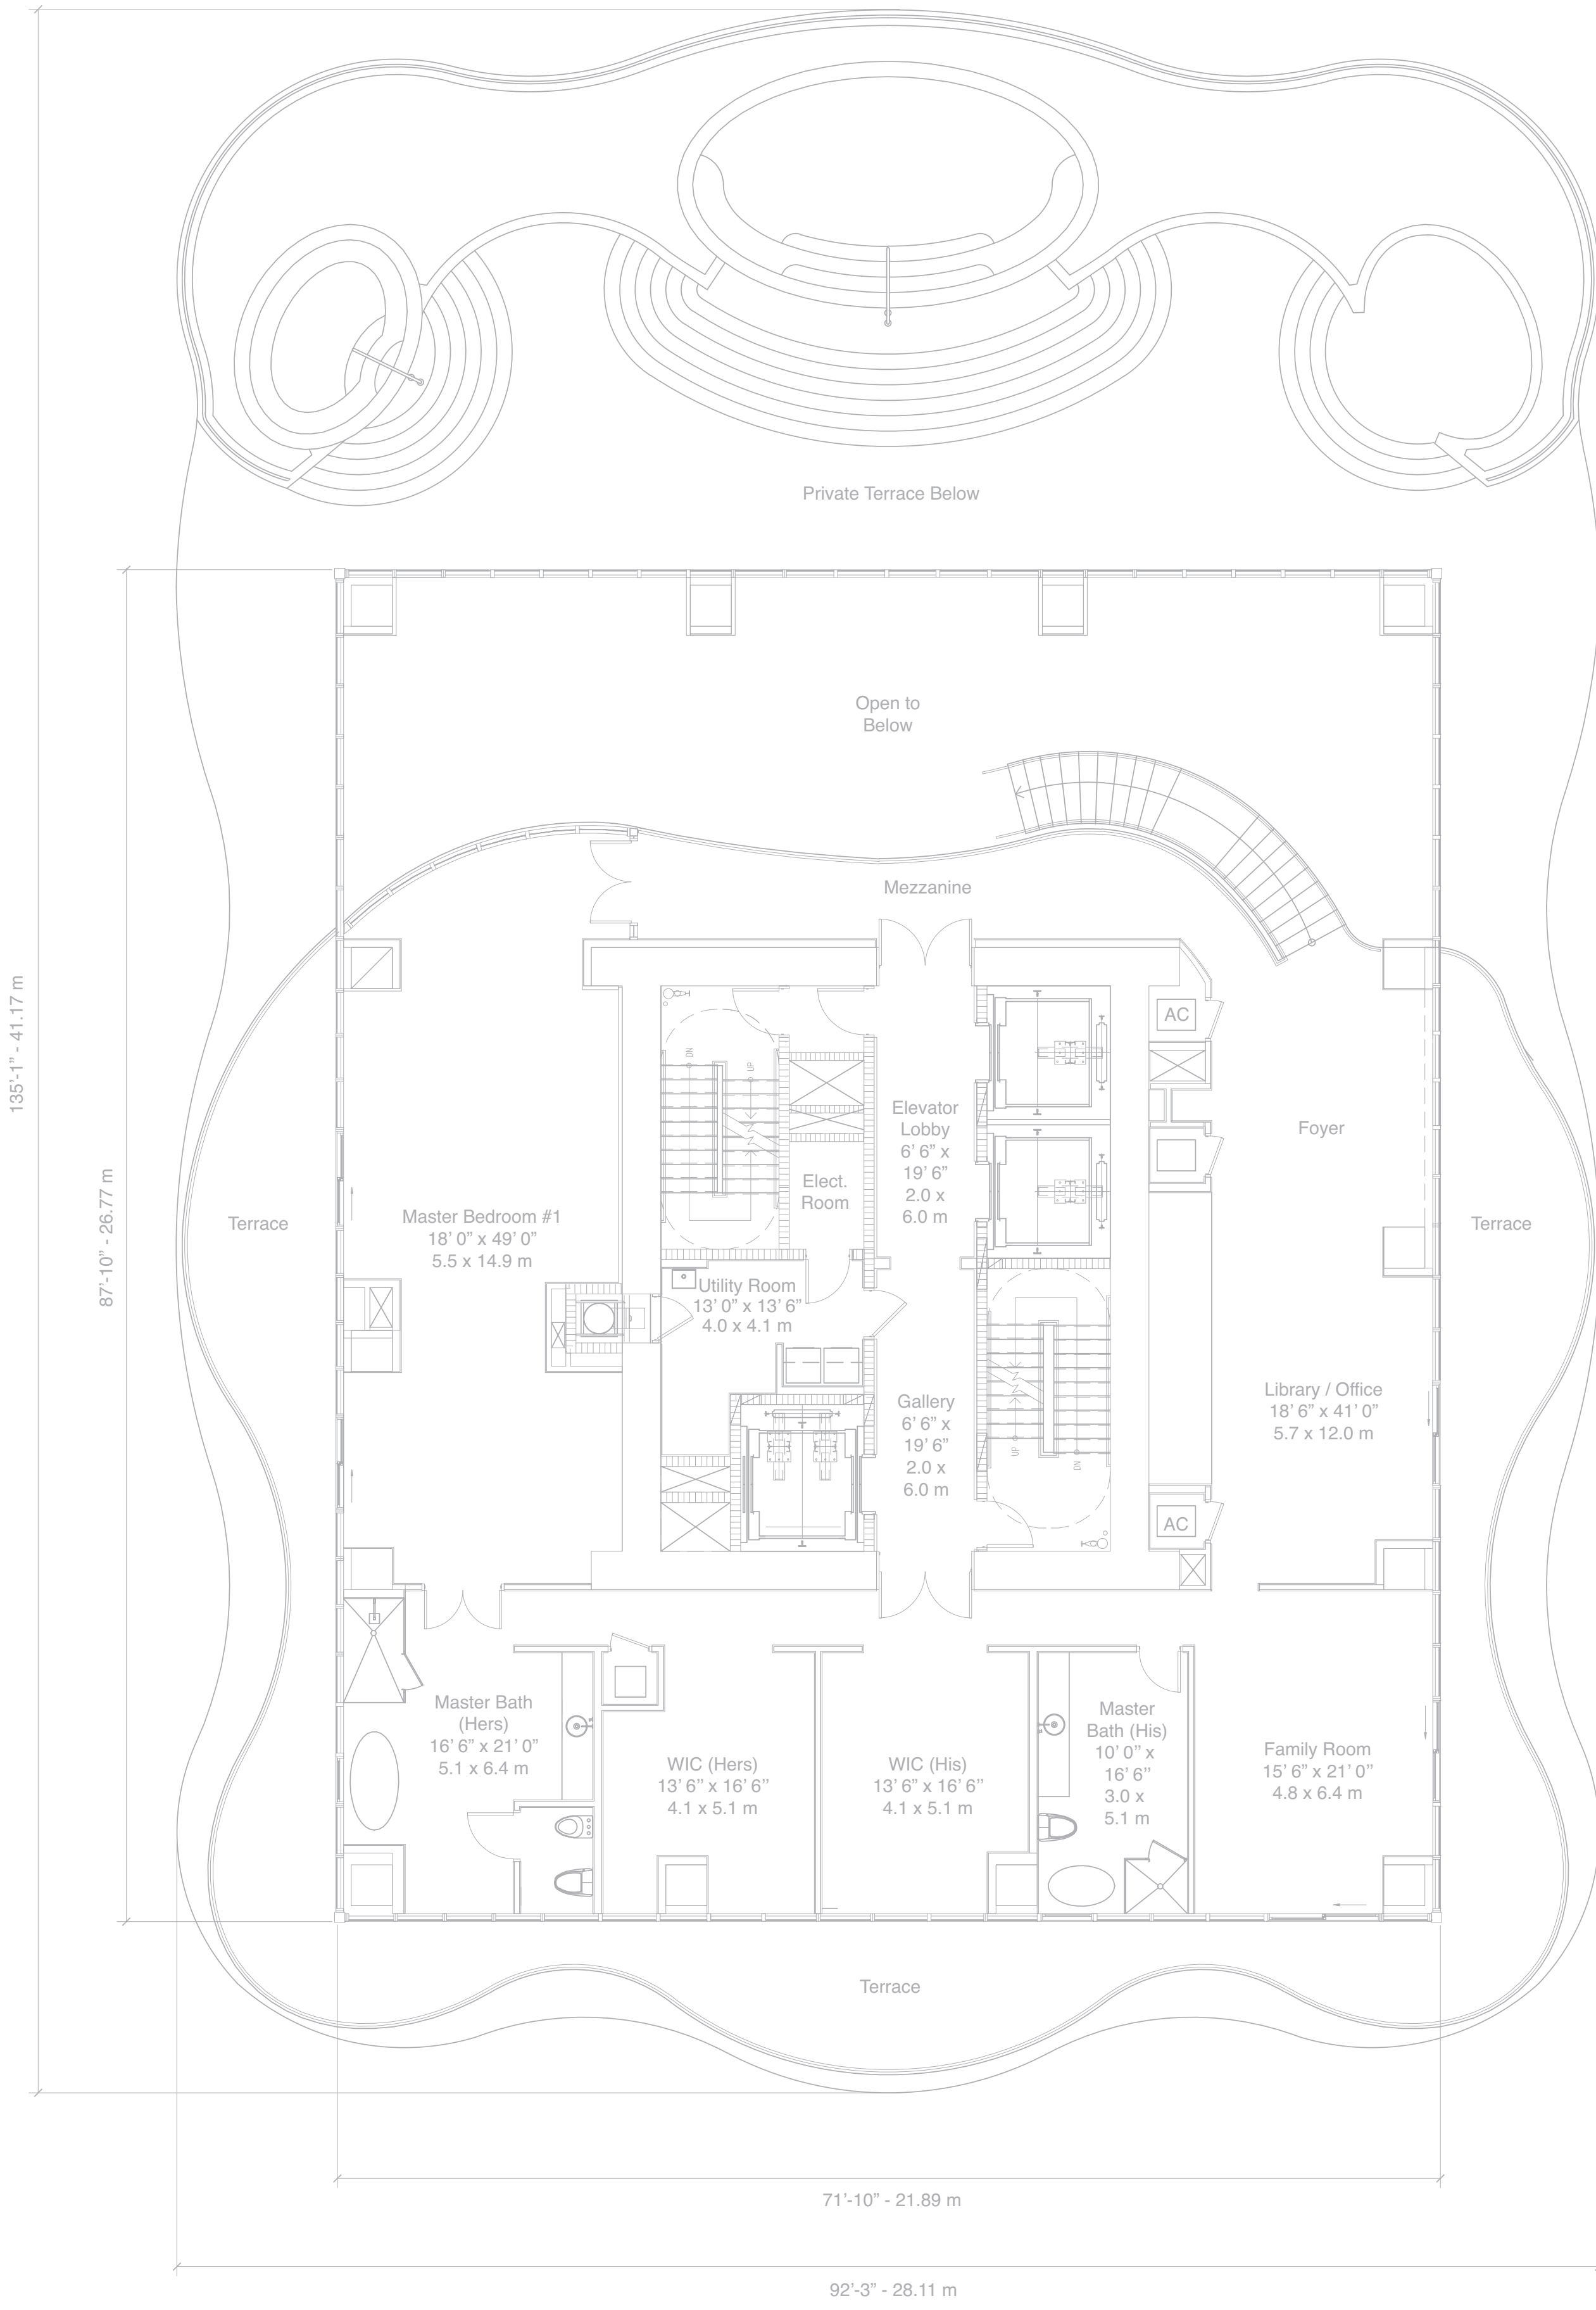 Private Terrace Below
Open to
Below
Mezzanine
135’-1” - 41.17 m
87’-10” - 26.77 m
AC
DN
UP
Elevator
Lobby
6’ 6” x
19’ 6”
2.0 x
6.0 m
Foyer
Elect.
Room
Terrace
Master Bedroom #1
18’ 0” x 49’ 0”
5.5 x 14.9 m
Terrace
Utility Room
13’ 0” x 13’ 6”
4.0 x 4.1 m
Gallery
6’ 6” x
19’ 6”
2.0 x
6.0 m
Library / Office
18’ 6” x 41’ 0”
5.7 x 12.0 m
UP
DN
AC
Master Bath
(Hers)
16’ 6” x 21’ 0”
5.1 x 6.4 m
WIC (Hers)
13’ 6” x 16’ 6”
4.1 x 5.1 m
WIC (His)
13’ 6” x 16’ 6”
4.1 x 5.1 m
Master
Bath (His)
10’ 0” x
16’ 6”
3.0 x
5.1 m
Family Room
15’ 6” x 21’ 0”
4.8 x 6.4 m
Terrace
71’-10” - 21.89 m
92’-3” - 28.11 m